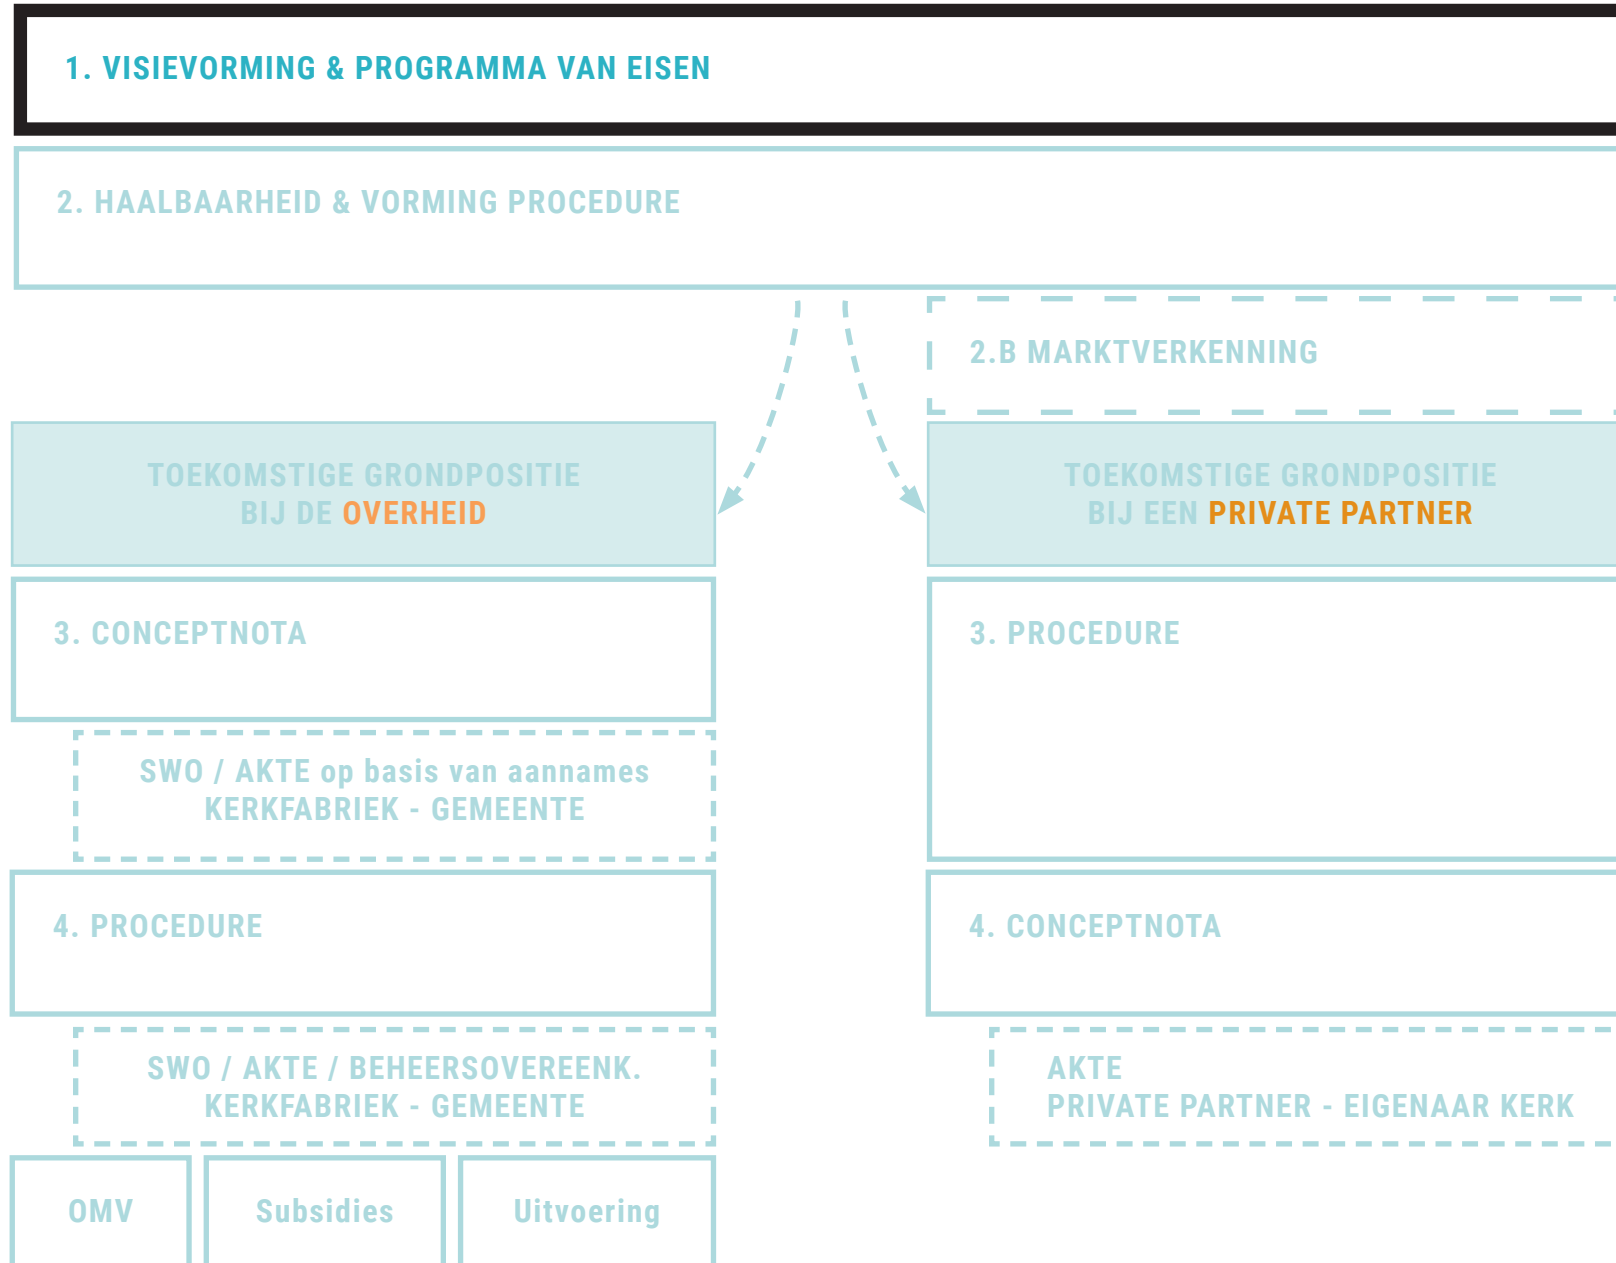 1. VISIEVORMING & PROGRAMMA VAN EISEN
2. HAALBAARHEID & VORMING PROCEDURE
2.B MARKTVERKENNING
TOEKOMSTIGE GRONDPOSITIE
BIJ DE OVERHEID
TOEKOMSTIGE GRONDPOSITIE
BIJ EEN PRIVATE PARTNER
3. CONCEPTNOTA
3. PROCEDURE
SWO / AKTE op basis van aannames
KERKFABRIEK - GEMEENTE
4. PROCEDURE
4. CONCEPTNOTA
SWO / AKTE / BEHEERSOVEREENK.
KERKFABRIEK - GEMEENTE
AKTE
PRIVATE PARTNER - EIGENAAR KERK
OMV
Subsidies
Uitvoering